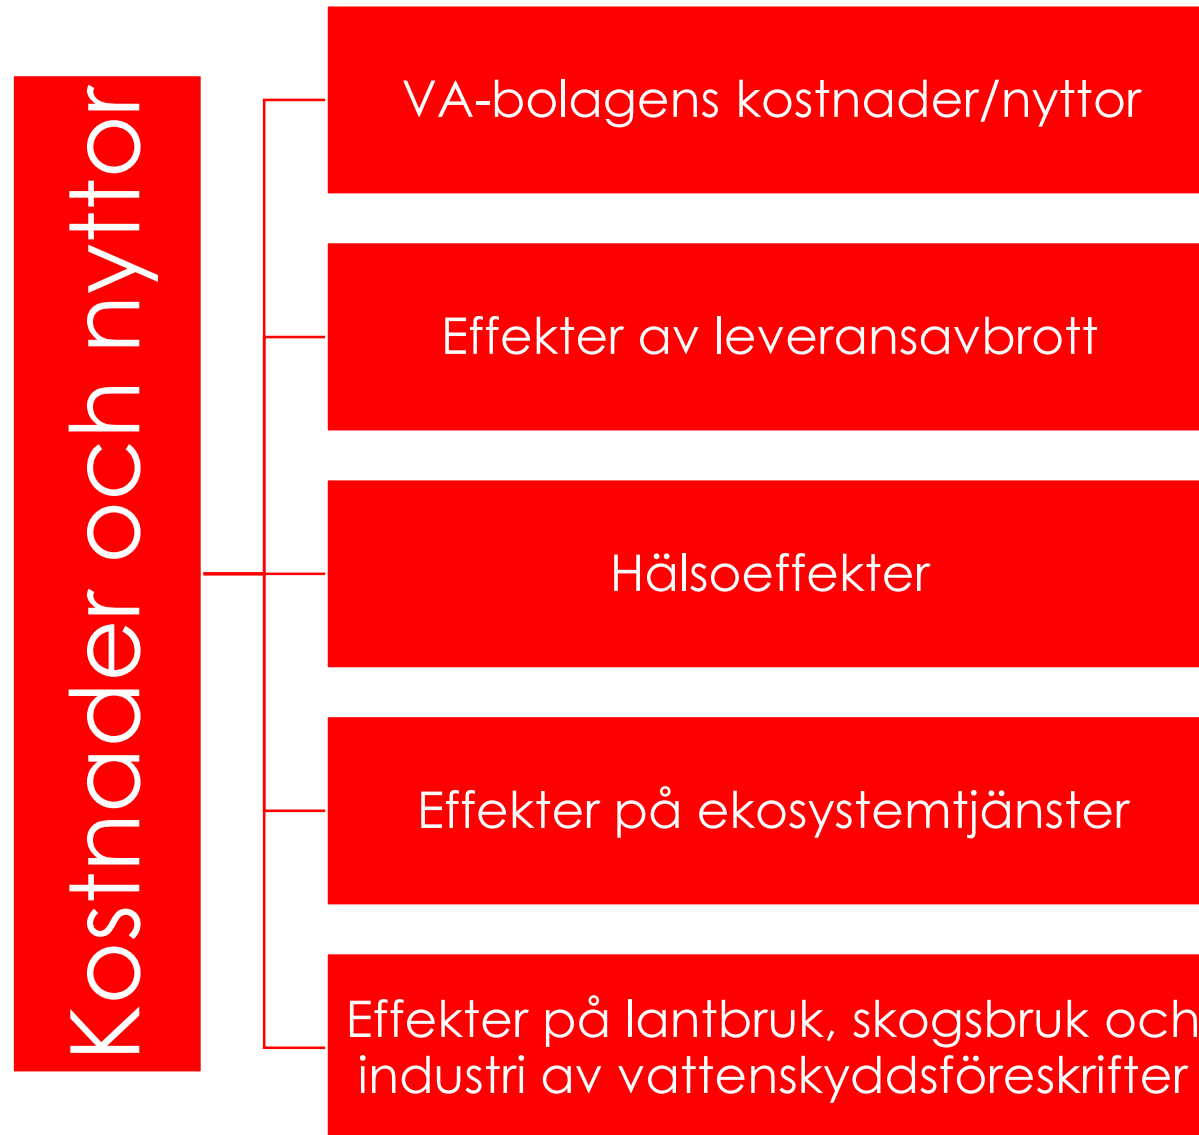 Kostnader och nyttor
VA-bolagens kostnader/nyttor
Effekter av leveransavbrott
Hälsoeffekter
Effekter på ekosystemtjänster
Effekter på lantbruk, skogsbruk och
industri av vattenskyddsföreskrifter